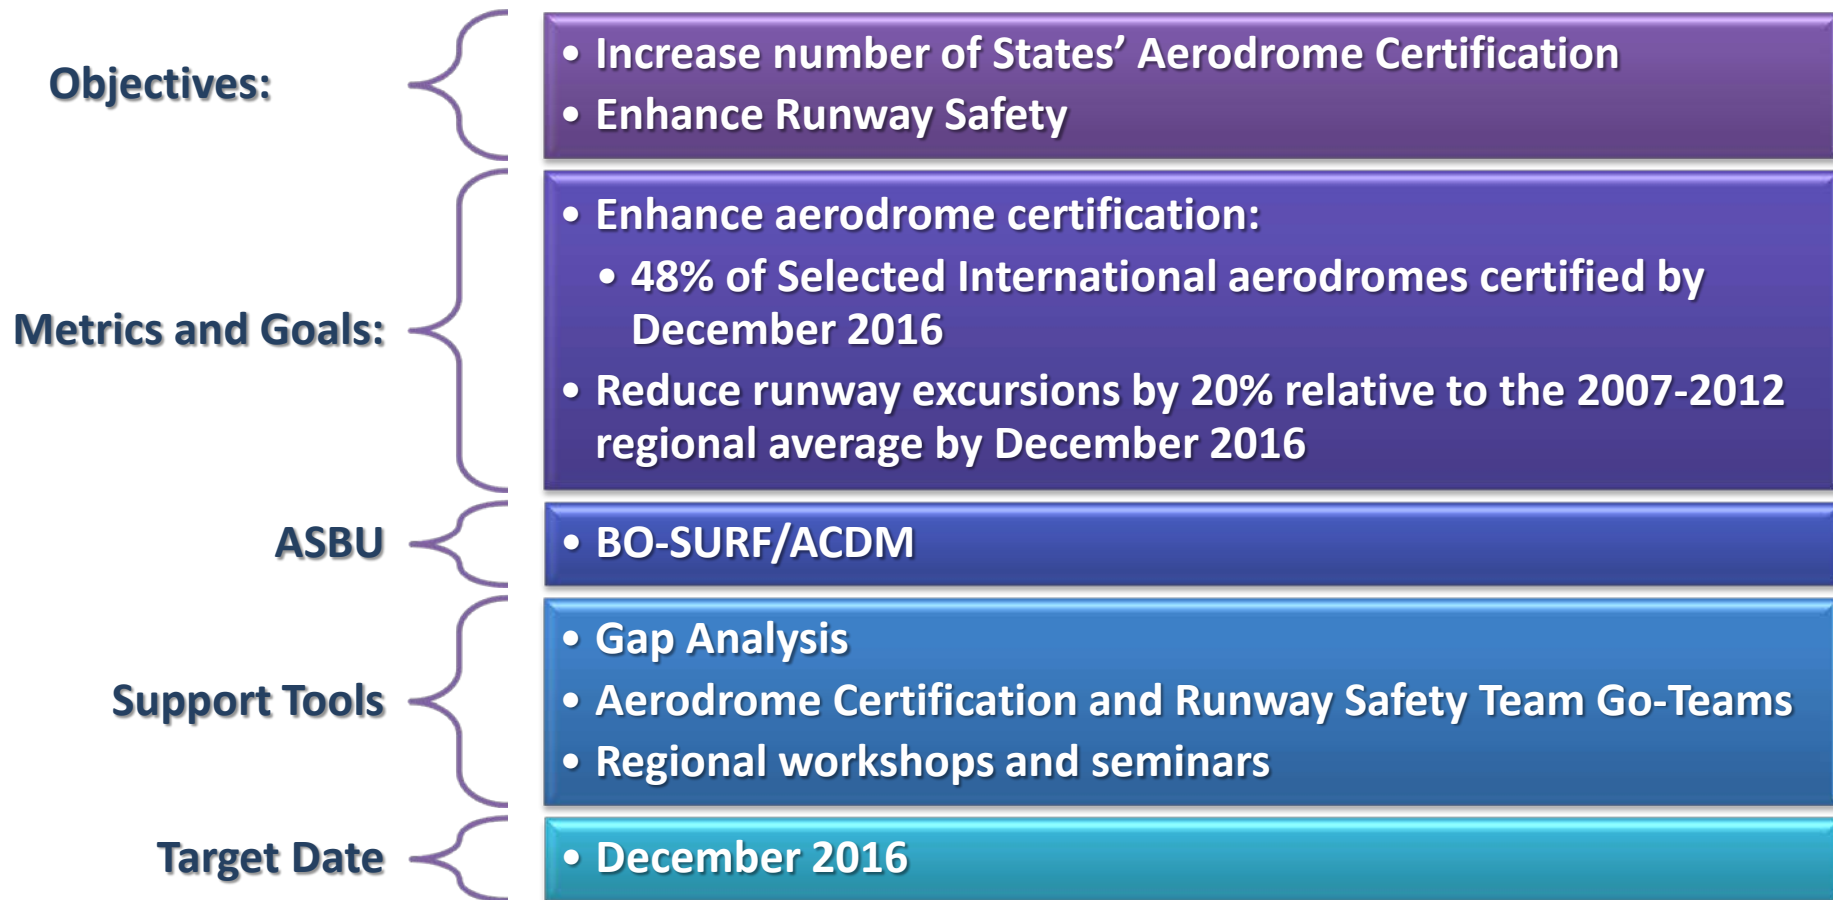 Objectives:
• Increase number of States’ Aerodrome Certification
• Enhance Runway Safety
Metrics and Goals:
• Enhance aerodrome certification:
• 48% of Selected International aerodromes certified by
December 2016
• Reduce runway excursions by 20% relative to the 2007-2012
regional average by December 2016
ASBU
• BO-SURF/ACDM
Support Tools
• Gap Analysis
• Aerodrome Certification and Runway Safety Team Go-Teams
• Regional workshops and seminars
Target Date
• December 2016